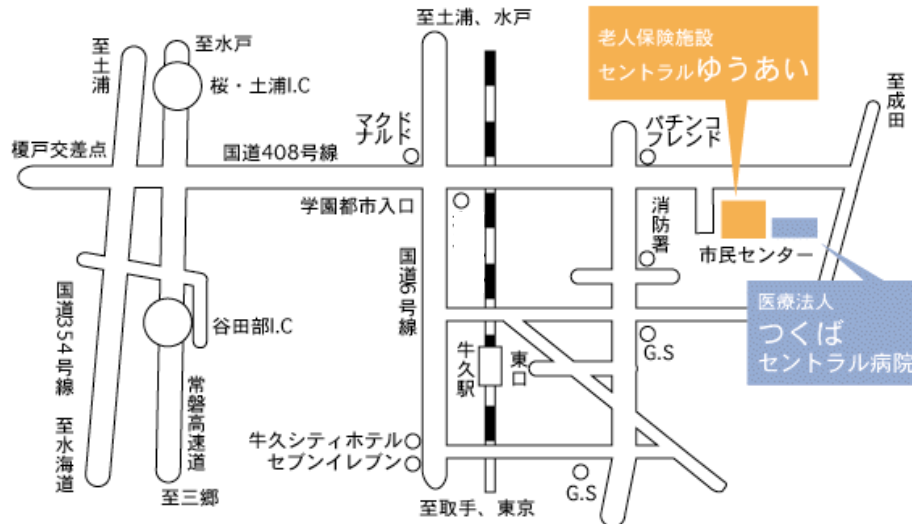 至土浦、水戸
至土浦
至水戸
桜・土浦I.C
老人保険施設
セントラルゆうあい
至成田
マクド
ナルド
パチンコ
フレンド
榎戸交差点
国道408号線
学園都市入口
消防署
市民センター
国道354号線
至水海道
谷田部I.C
国道6号線
医療法人
つくば
セントラル病院
牛久駅
東口
G.S
常磐高速道
牛久シティホテル
セブンイレブン
G.S
至三郷
至取手、東京